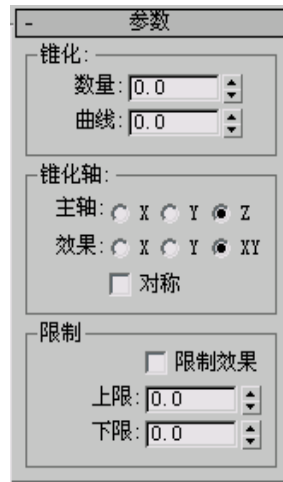 - 参数
锥化:
数量: 0.0
曲线: 0.0
锥化轴:
主轴: X Y Z
效果: X Y XY
对称
限制
限制效果
上限: 0.0
下限: 0.0